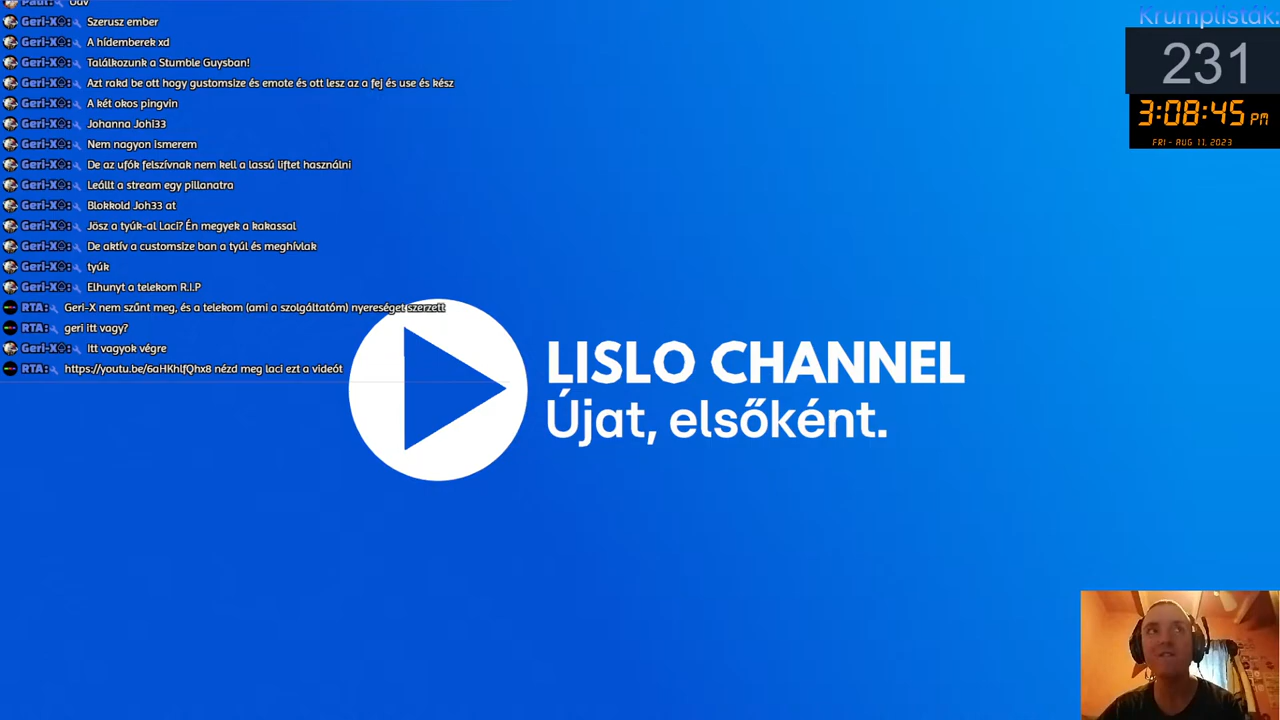 Paul: Üdv
Geri-X: Szerusz ember
Geri-X: A hídemberek xd
Geri-X: Találkozunk a Stumble Guysban!
Geri-X: Azt rakd be ott hogy gustomsize és emote és ott lesz az a fej és use és kész
Geri-X: A két okos pingvin
Geri-X: Johanna Johi33
Geri-X: Nem nagyon ismerem
Geri-X: De az ufók felszívnak nem kell a lassú liftet használni
Geri-X: Leállt a stream egy pillanatra
Geri-X: Blokkold Joh33 at
Geri-X: Jösz a tyúk-al Laci? Én megyek a kakassal
Geri-X: De aktív a customsize ban a tyúl és meghívlak
Geri-X: tyúk
Geri-X: Elhunyt a telekom R.I.P
RTA: Geri-X nem szűnt meg, és a telekom (ami a szolgáltatóm) nyereséget szerzett
RTA: geri itt vagy?
Geri-X: Itt vagyok végre
RTA: https://youtu.be/6aHKhlfQhx8 nézd meg laci ezt a videót
Krumplisták:
231
3:08:45 PM
FRI - AUG 11, 2023
LISLO CHANNEL
Újat, elsőként.